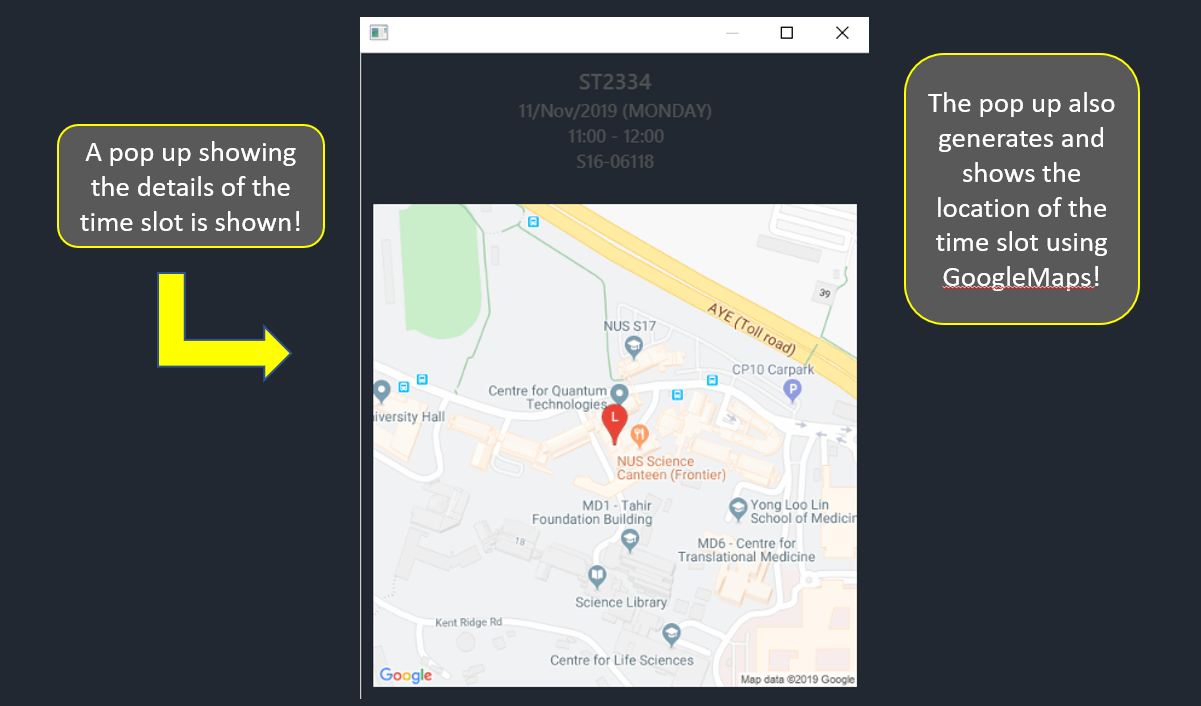 A pop up showing
the details of the
time slot is shown!
ST2334
11/Nov/2019 (MONDAY)
11:00 - 12:00
S16-06118
The pop up also
generates and
shows the
location of the
time slot using
GoogleMaps!
39
AYE (Toll road)
NUS S17
CP10 Carpark
P
Centre for Quantum
Technologies
iversity Hall
L
NUS Science
Canteen (Frontier)
MD1 - Tahir
Foundation Building
Yong Loo Lin
School of Medicin
18
MD6 - Centre for
Translational Medicine
Science Library
Kent Ridge Rd
Centre for Life Sciences
Google
Map data ©2019 Google